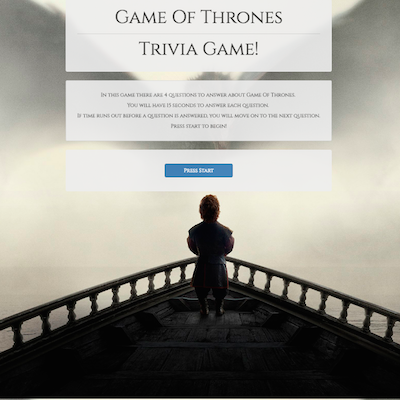 Game Of Thrones
Trivia Game!
In this game there are 4 questions to answer about Game Of Thrones.
You will have 15 seconds to answer each question.
If time runs out before a question is answered, you will move on to the next question.
Press start to begin!
Press Start